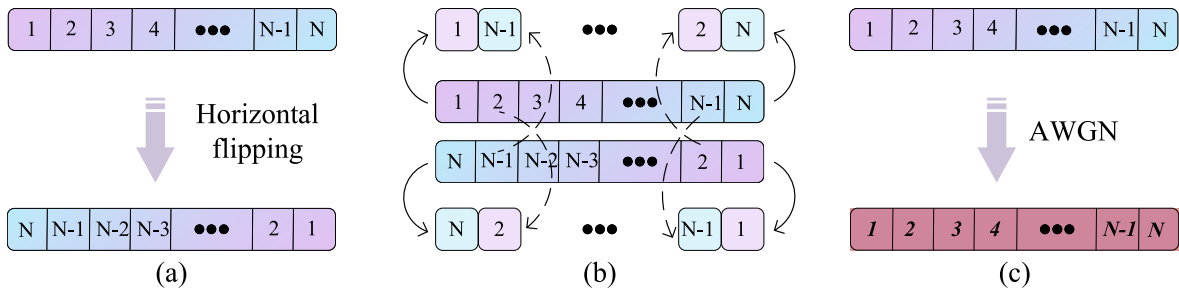 1 2 3 4 ●●● N-1 N
Horizontal
flipping
N N-1 N-2 N-3 ●●● 2 1
(a)
1 N-1 ●●● 2 N
1 2 3 4 ●●● N-1 N
N N-1 N-2 N-3 ●●● 2 1
N 2 ●●● N-1 1
(b)
1 2 3 4 ●●● N-1 N
AWGN
1 2 3 4 ●●● N-1 N
(c)